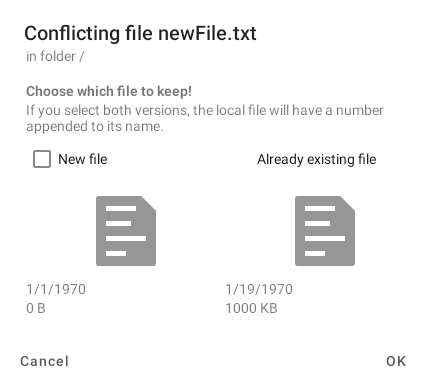 Conflicting file newFile.txt
in folder /
Choose which file to keep!
If you select both versions, the local file will have a number
appended to its name.
New file
Already existing file
1/1/1970
1/19/1970
0 B
1000 KB
Cancel
OK